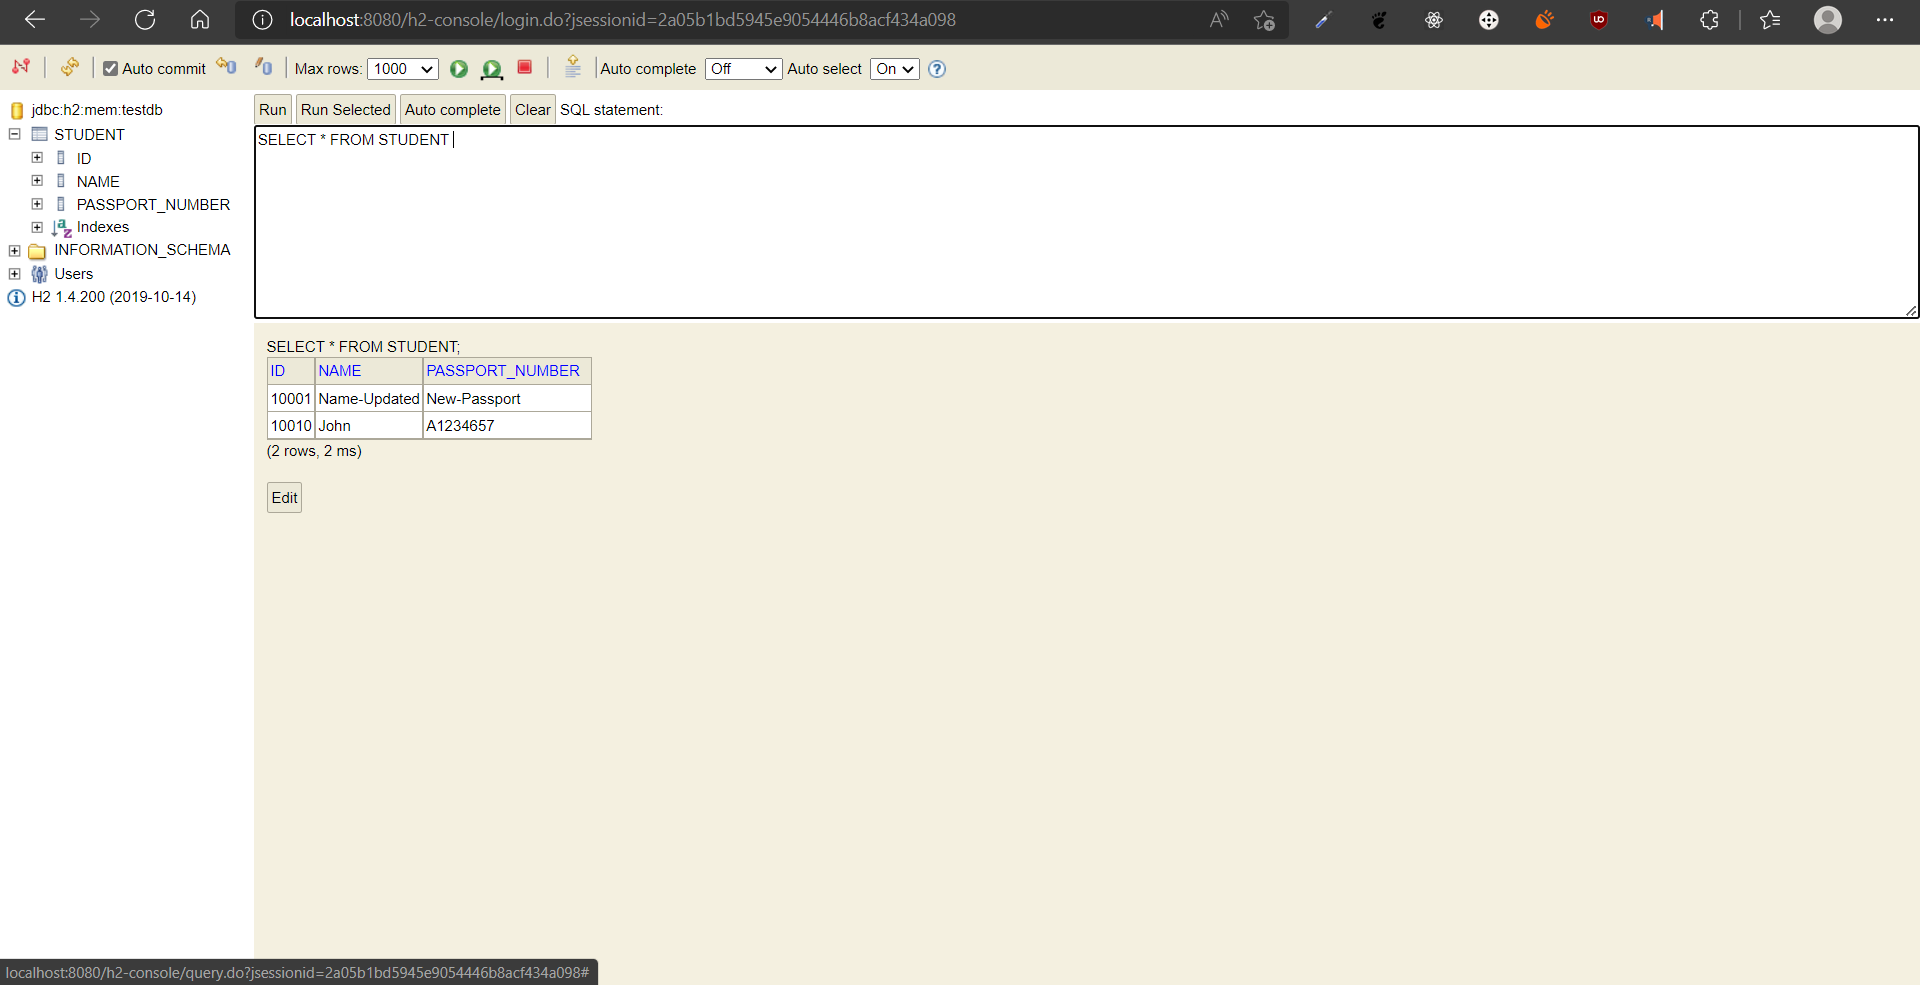 localhost:8080/h2-console/login.do?jsessionid=2a05b1bd5945e9054446b8acf434a098
Auto commit Max rows: 1000 Auto complete Off Auto select On
jdbc:h2:mem:testdb
STUDENT
ID
NAME
PASSPORT_NUMBER
Indexes
INFORMATION_SCHEMA
Users
H2 1.4.200 (2019-10-14)
Run Run Selected Auto complete Clear SQL statement:
SELECT * FROM STUDENT
SELECT * FROM STUDENT;
ID NAME PASSPORT_NUMBER
10001 Name-Updated New-Passport
10010 John A1234657
(2 rows, 2 ms)
Edit
localhost:8080/h2-console/query.do?jsessionid=2a05b1bd5945e9054446b8acf434a098#